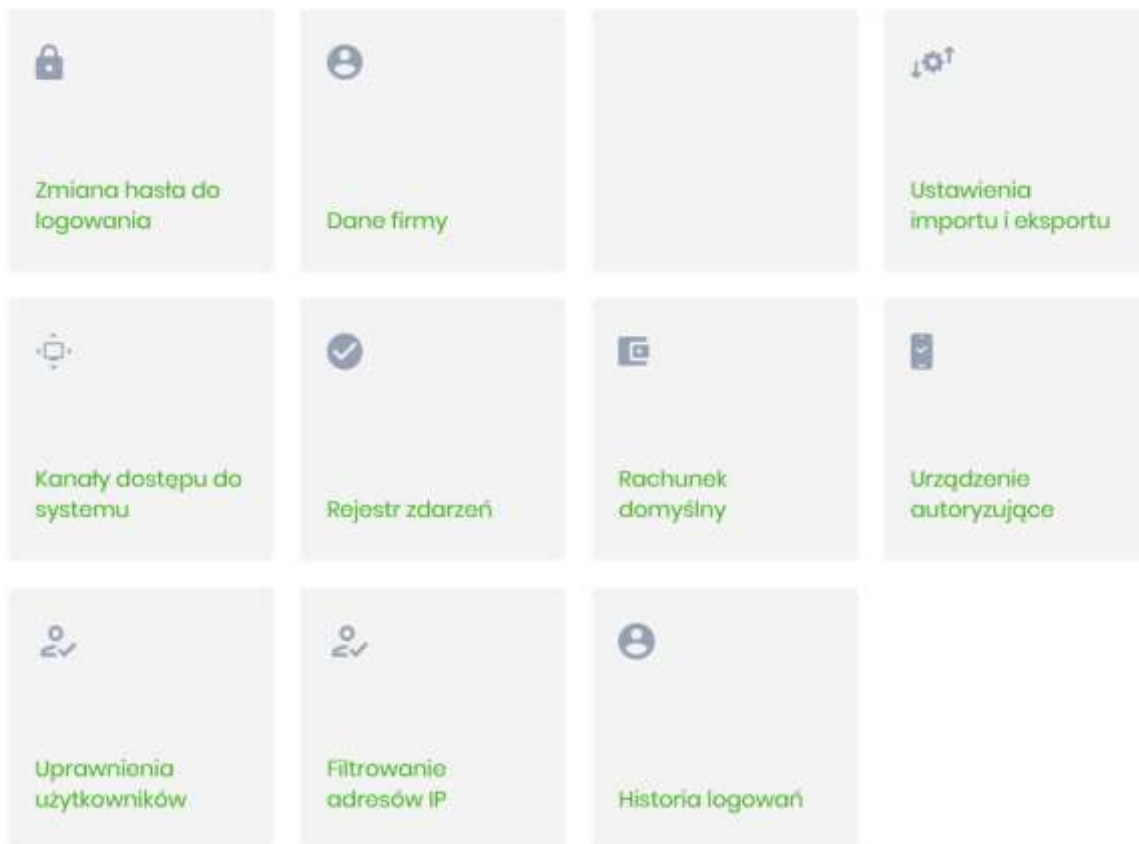 Zmiana hasła do
logowania
Dane firmy
Ustawienia
importu i eksportu
Kanały dostępu do
systemu
Rejestr zdarzeń
Rachunek
domyślny
Urządzenie
autoryzujące
Uprawnienia
użytkowników
Filtrowanie
adresów IP
Historia logowań